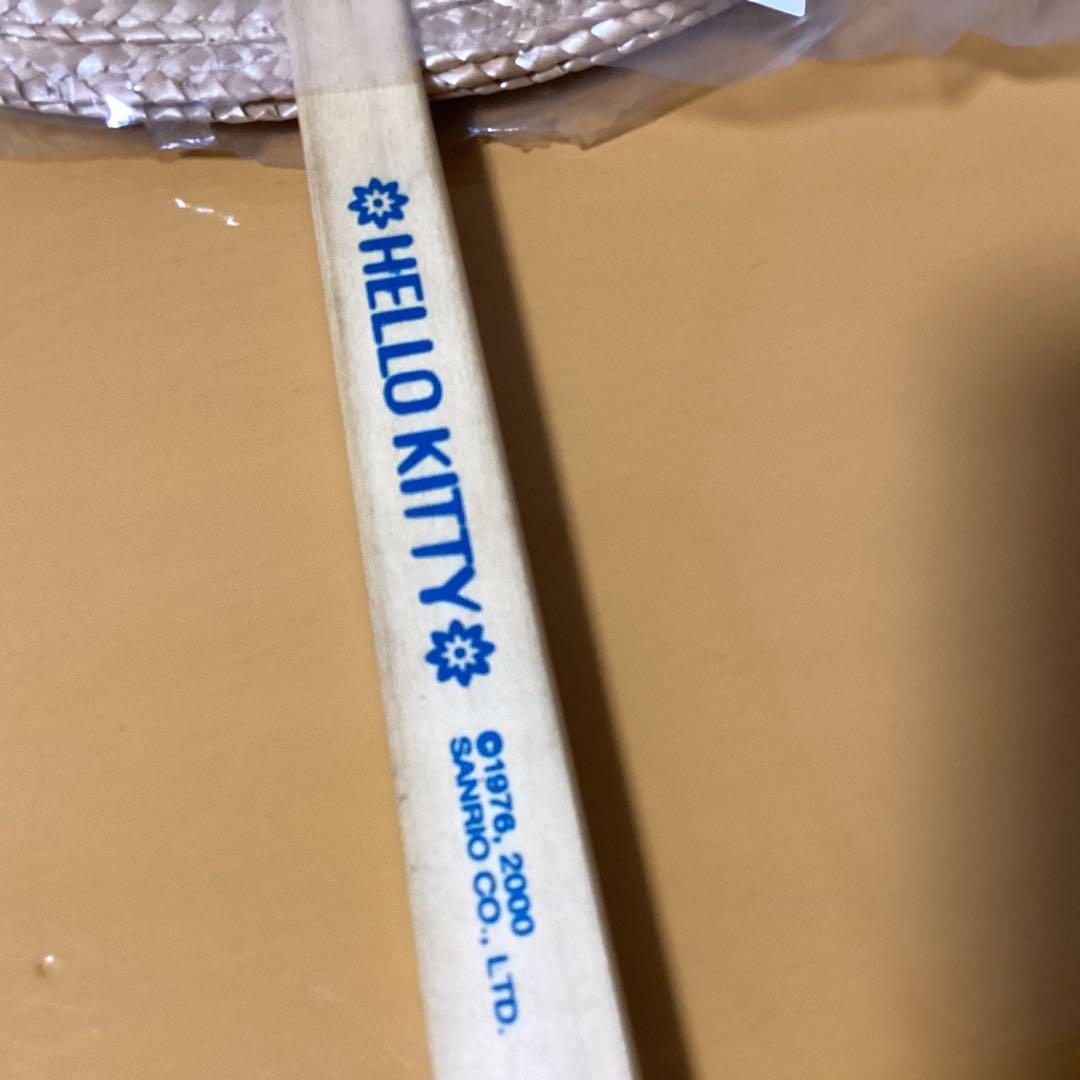 HELLO KITTY
©1976, 2000
SANRIO CO., LTD.